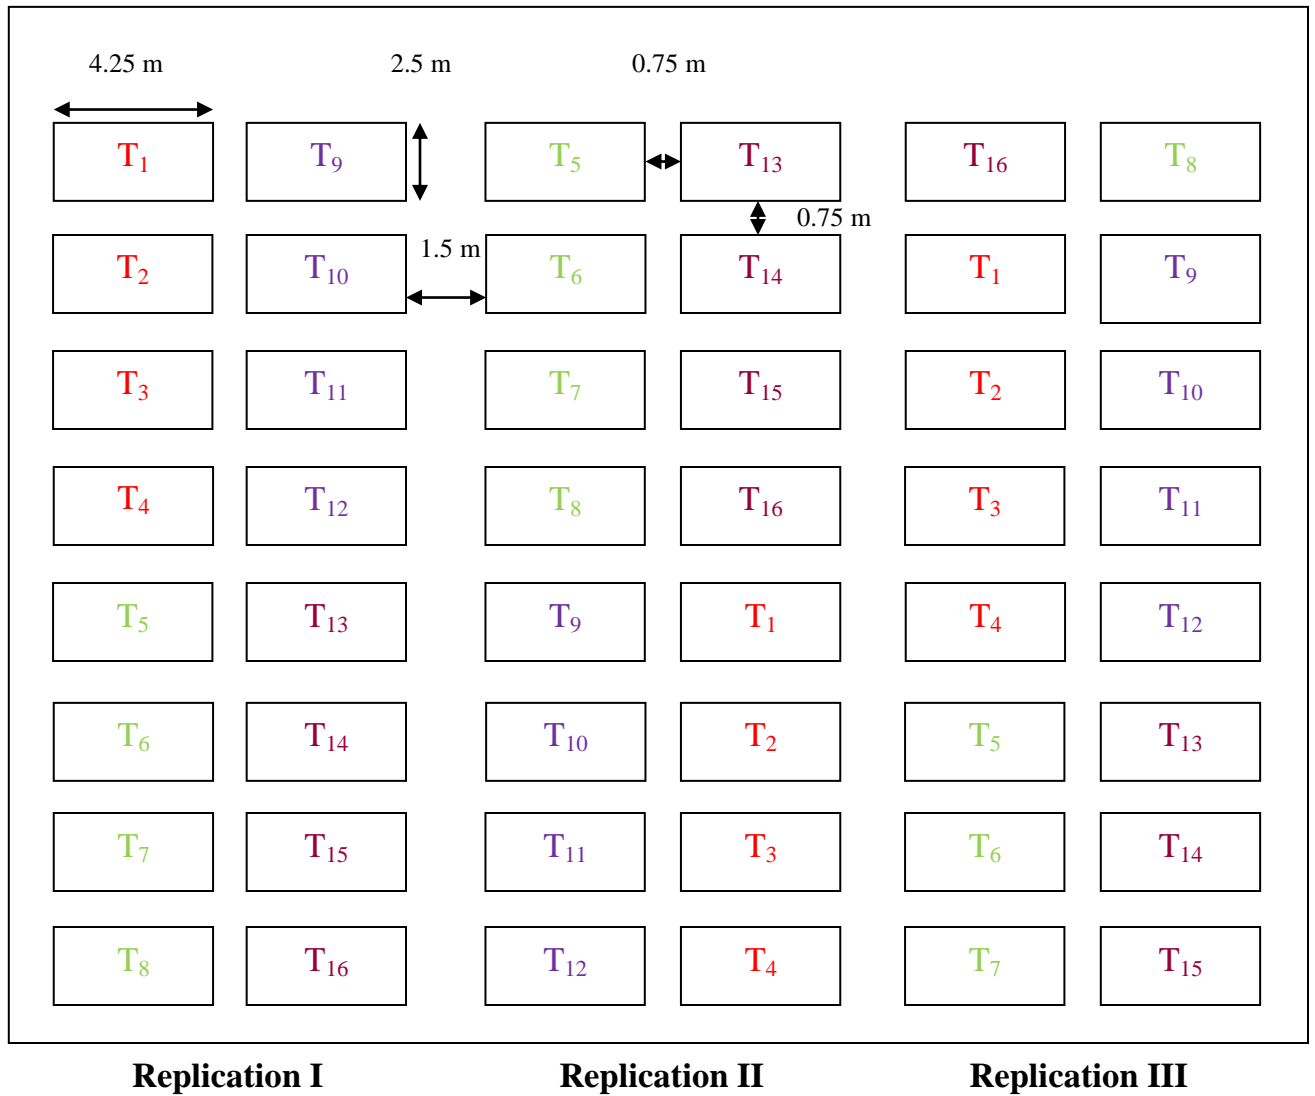 4.25 m 2.5 m 0.75 m
T1 T9 T5 T13 T16 T8
0.75 m
1.5 m
T2 T10 T6 T14 T1 T9
T3 T11 T7 T15 T2 T10
T4 T12 T8 T16 T3 T11
T5 T13 T9 T1 T4 T12
T6 T14 T10 T2 T5 T13
T7 T15 T11 T3 T6 T14
T8 T16 T12 T4 T7 T15
Replication I Replication II Replication III